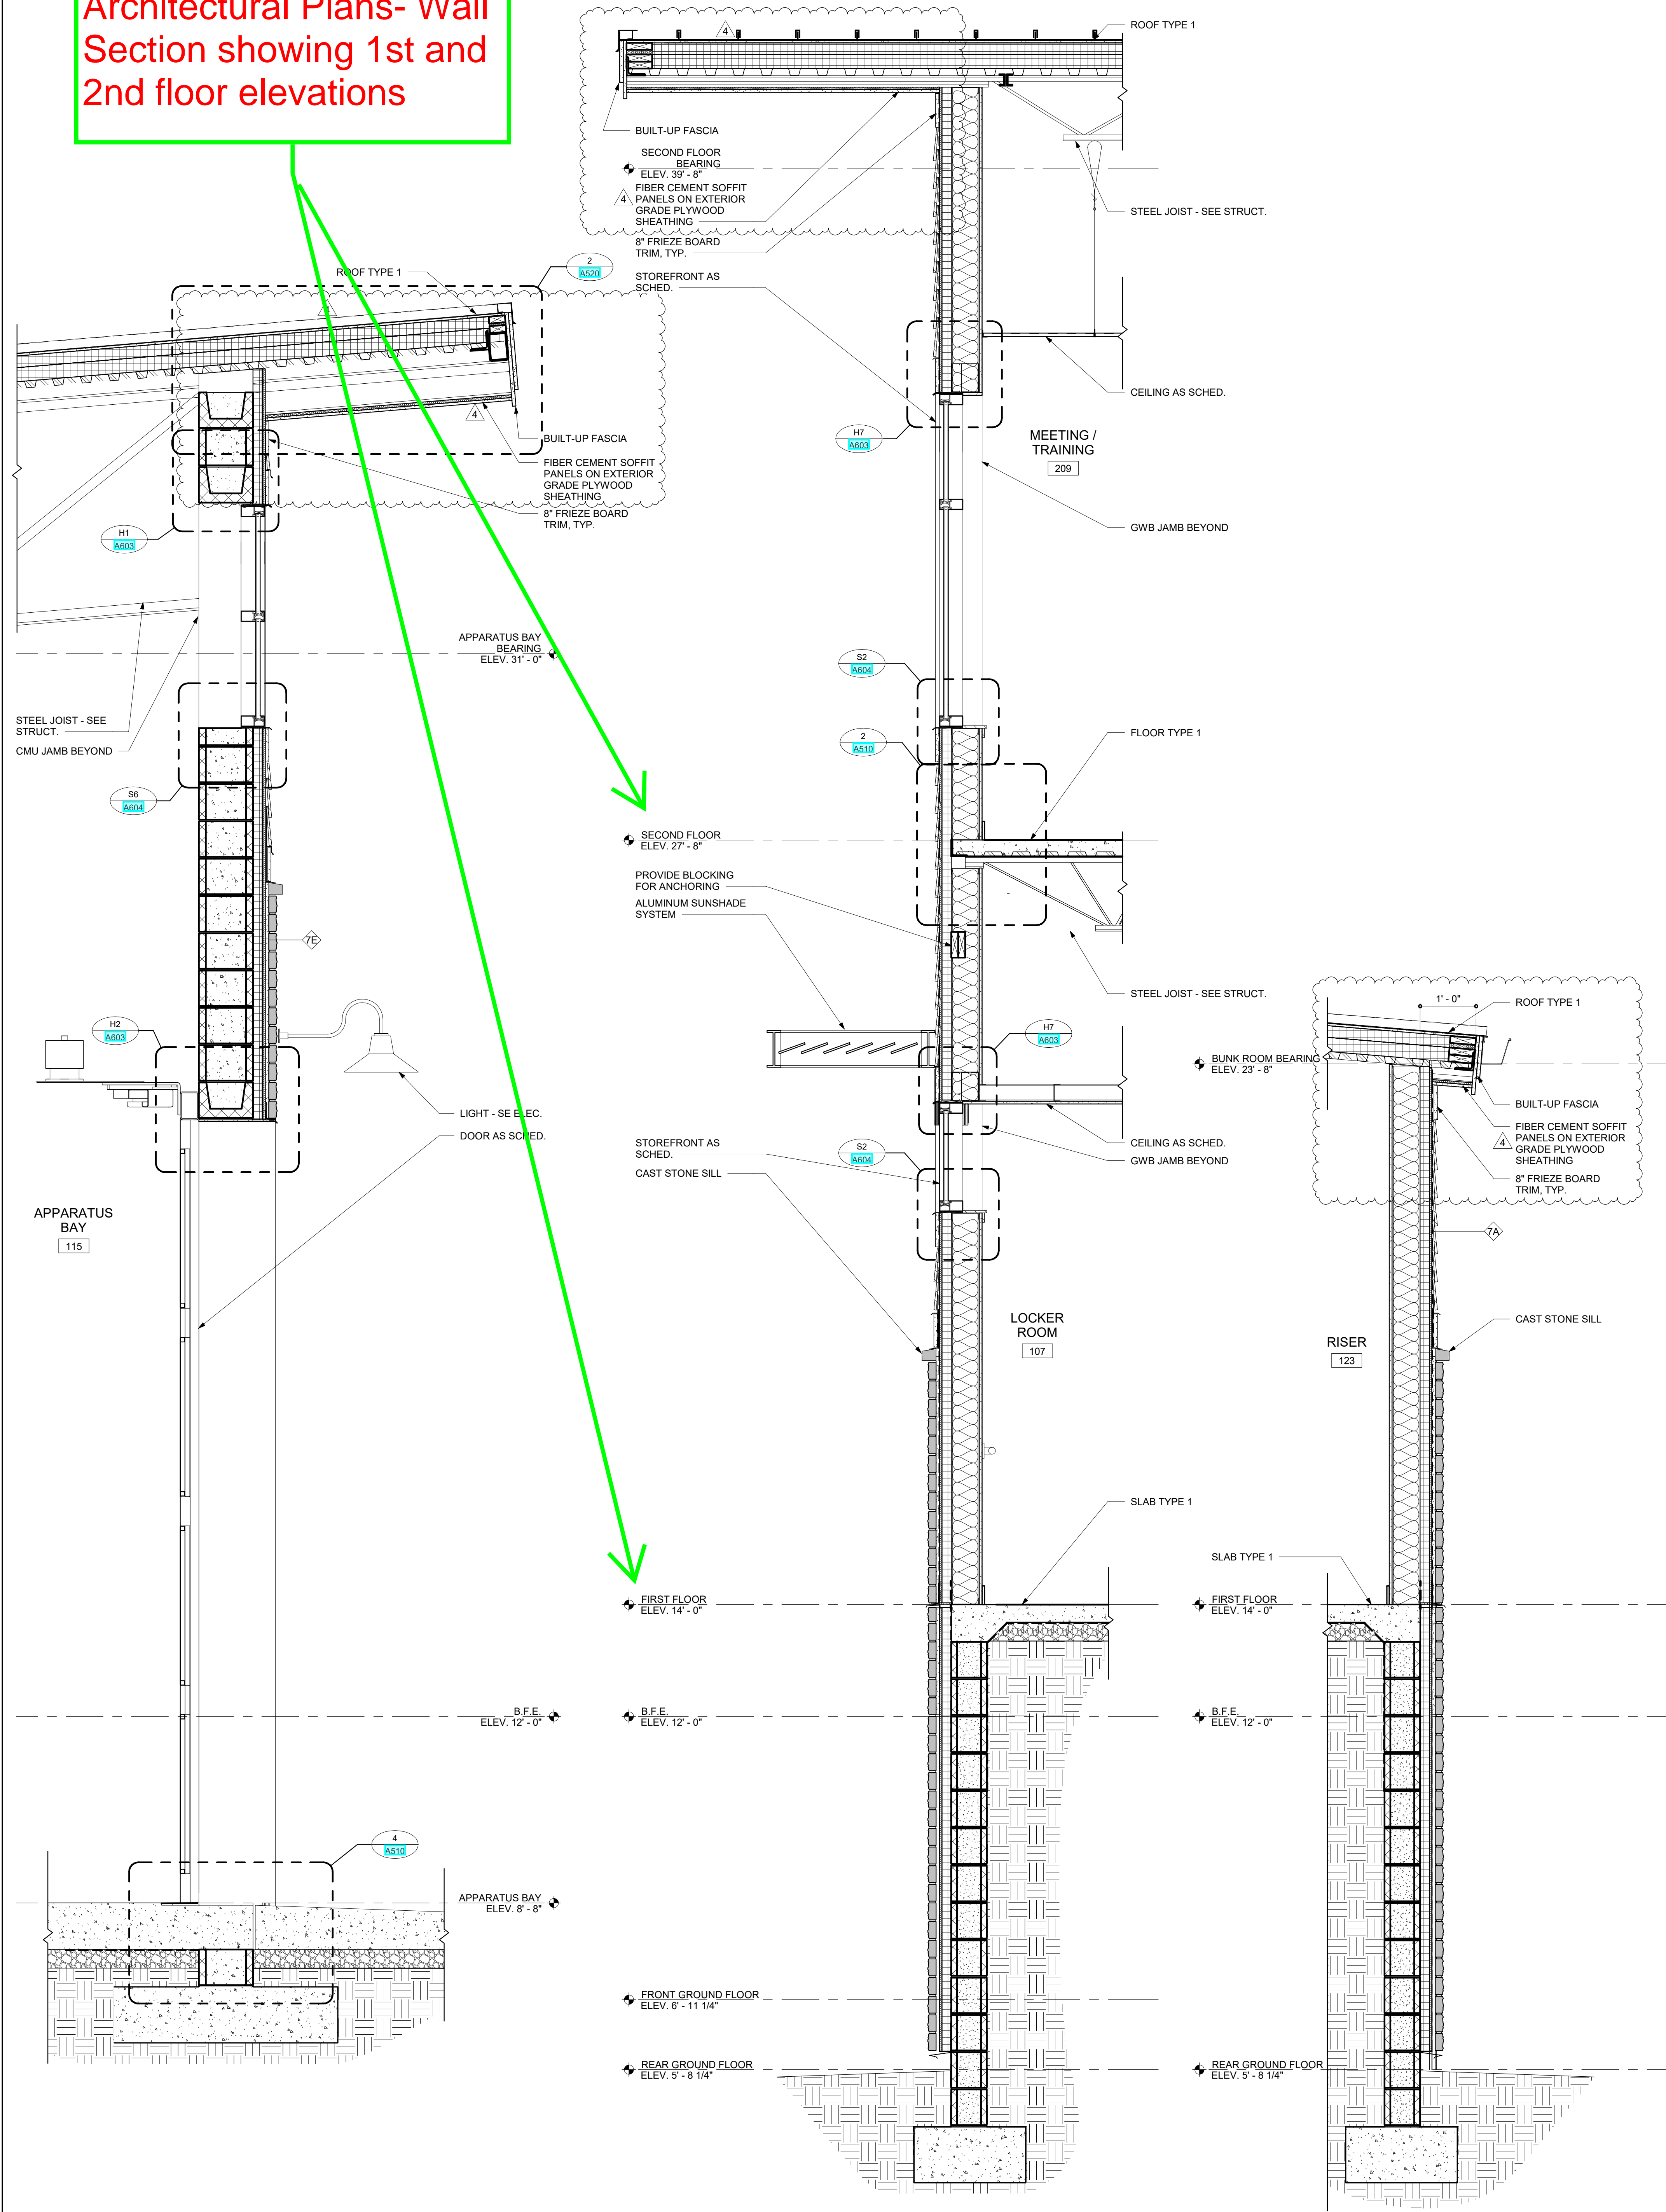 Architectural Plans- Wall
Section showing 1st and
2nd floor elevations
ROOF TYPE 1
2
A520
4
4
BUILT-UP FASCIA
FIBER CEMENT SOFFIT
PANELS ON EXTERIOR
GRADE PLYWOOD
SHEATHING
8" FRIEZE BOARD
TRIM, TYP.
H1
A603
APPARATUS BAY
BEARING
ELEV. 31' - 0"
STEEL JOIST - SEE
STRUCT.
CMU JAMB BEYOND
S6
A604
7E
H2
A603
LIGHT - SE ELEC.
DOOR AS SCHED.
APPARATUS
BAY
115
B.F.E.
ELEV. 12' - 0"
4
A510
APPARATUS BAY
ELEV. 8' - 8"
4
ROOF TYPE 1
BUILT-UP FASCIA
SECOND FLOOR
BEARING
ELEV. 39' - 8"
4
FIBER CEMENT SOFFIT
PANELS ON EXTERIOR
GRADE PLYWOOD
SHEATHING
8" FRIEZE BOARD
TRIM, TYP.
STOREFRONT AS
SCHED.
STEEL JOIST - SEE STRUCT.
CEILING AS SCHED.
H7
A603
MEETING /
TRAINING
209
GWB JAMB BEYOND
S2
A604
2
A510
FLOOR TYPE 1
SECOND FLOOR
ELEV. 27' - 8"
PROVIDE BLOCKING
FOR ANCHORING
ALUMINUM SUNSHADE
SYSTEM
STEEL JOIST - SEE STRUCT.
H7
A603
CEILING AS SCHED.
GWB JAMB BEYOND
STOREFRONT AS
SCHED.
CAST STONE SILL
S2
A604
LOCKER
ROOM
107
SLAB TYPE 1
FIRST FLOOR
ELEV. 14' - 0"
B.F.E.
ELEV. 12' - 0"
FRONT GROUND FLOOR
ELEV. 6' - 11 1/4"
REAR GROUND FLOOR
ELEV. 5' - 8 1/4"
1' - 0"
ROOF TYPE 1
BUNK ROOM BEARING
ELEV. 23' - 8"
BUILT-UP FASCIA
4
FIBER CEMENT SOFFIT
PANELS ON EXTERIOR
GRADE PLYWOOD
SHEATHING
8" FRIEZE BOARD
TRIM, TYP.
7A
CAST STONE SILL
RISER
123
SLAB TYPE 1
FIRST FLOOR
ELEV. 14' - 0"
B.F.E.
ELEV. 12' - 0"
REAR GROUND FLOOR
ELEV. 5' - 8 1/4"